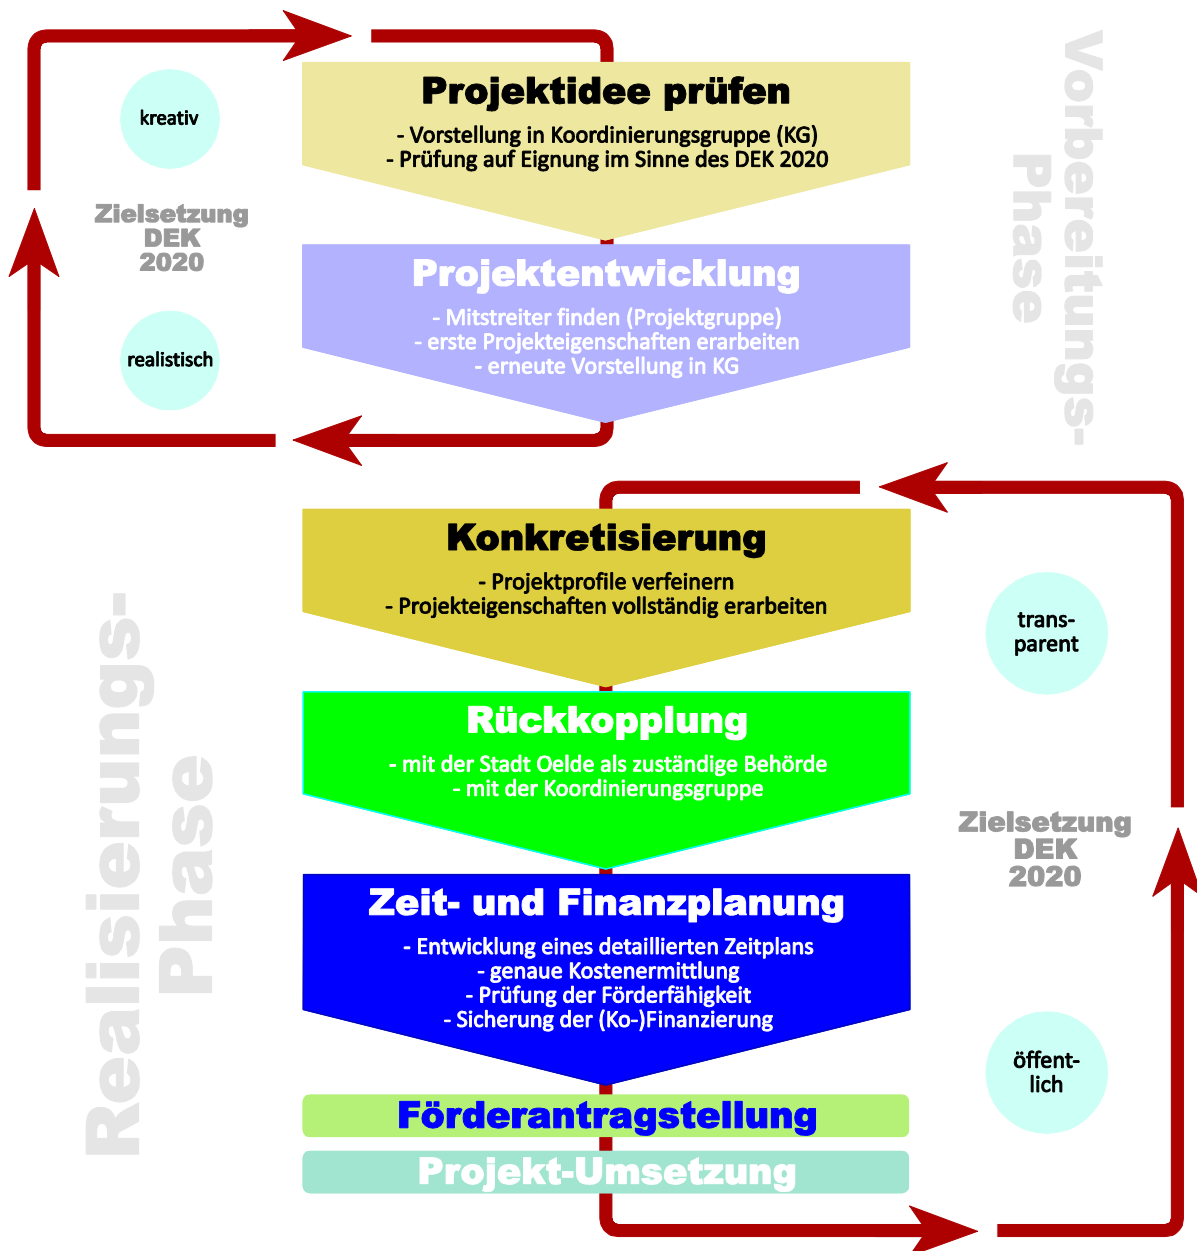 Projektidee prüfen
- Vorstellung in Koordinierungsgruppe (KG)
- Prüfung auf Eignung im Sinne des DEK 2020
kreativ
Zielsetzung
DEK
2020
realistisch
Vorbereitungs-
Phase
Projektentwicklung
- Mitstreiter finden (Projektgruppe)
- erste Projekteigenschaften erarbeiten
- erneute Vorstellung in KG
Realisierungs-
Phase
Konkretisierung
- Projektprofile verfeinern
- Projekteigenschaften vollständig erarbeiten
Rückkopplung
- mit der Stadt Oelde als zuständige Behörde
- mit der Koordinierungsgruppe
Zeit- und Finanzplanung
- Entwicklung eines detaillierten Zeitplans
- genaue Kostenermittlung
- Prüfung der Förderfähigkeit
- Sicherung der (Ko-)Finanzierung
Förderantragstellung
Projekt-Umsetzung
trans-
parent
Zielsetzung
DEK
2020
öffent-
lich